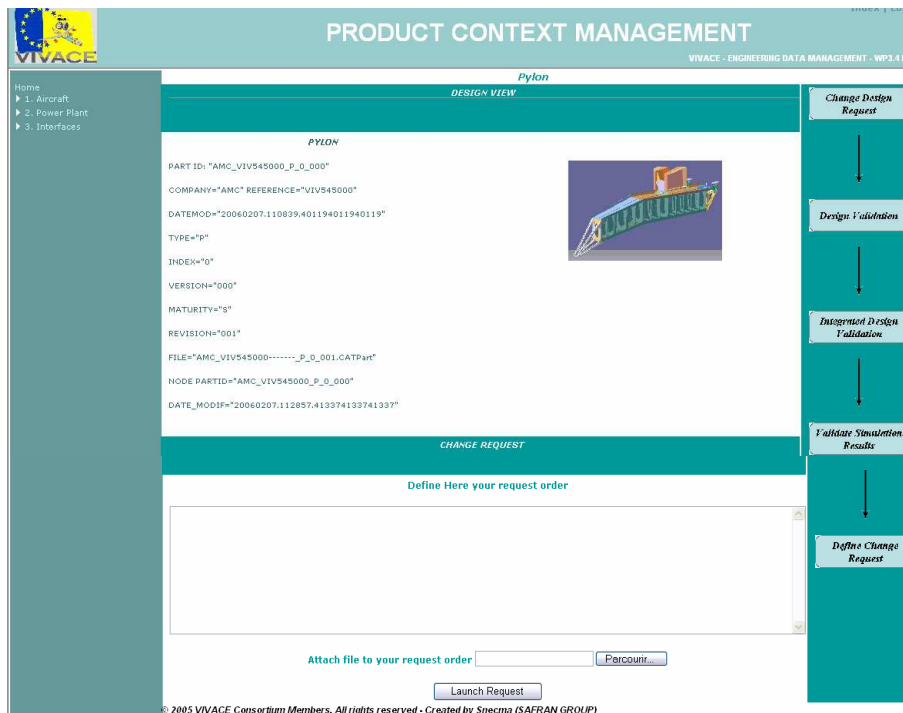 VIVACE
PRODUCT CONTEXT MANAGEMENT
VIVACE - ENGINEERING DATA MANAGEMENT - WP3.4
Home
1. Aircraft
2. Power Plant
3. Interfaces
Pylon
DESIGN VIEW
PYLON
PART ID: "AMC_VIV545000_P_0_000"
COMPANY="AMC" REFERENCE="VIV545000"
DATEMOD="20060207.110839.401194011940119"
TYPE="P"
INDEX="0"
VERSION="000"
MATURITY="S"
REVISION="001"
FILE="AMC_VIV545000-------_P_0_001.CATPart"
NODE PARTID="AMC_VIV545000_P_0_000"
DATE_MODIF="20060207.112857.413374133741337"
CHANGE REQUEST
Define Here your request order
Attach file to your request order
Parcourir...
Launch Request
© 2005 VIVACE Consortium Members. All rights reserved - Created by Snecma (SAFRAN GROUP)
Change Design
Request
Design Validation
Integrated Design
Validation
Validate Simulation
Results
Define Change
Request